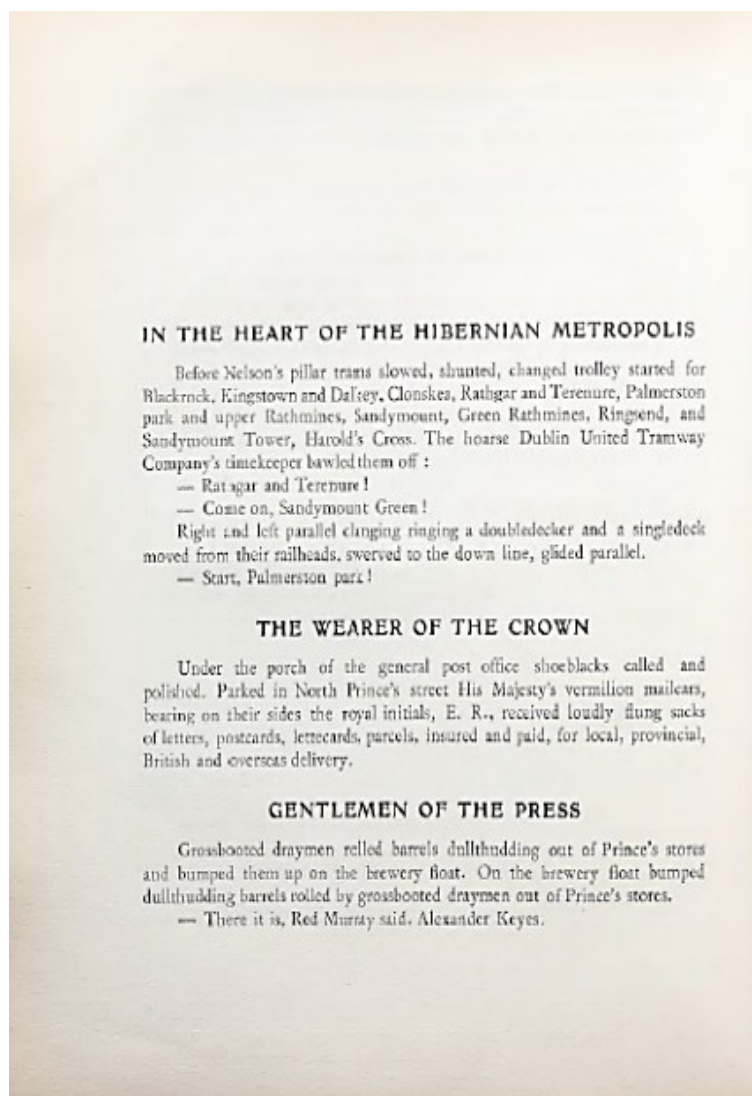 IN THE HEART OF THE HIBERNIAN METROPOLIS
Before Nelson's pillar trams slowed, shunted, changed trolley started for
Blackrock, Kingstown and Dalkey, Clonskea, Rathgar and Terenure, Palmerston
park and upper Rathmines, Sandymount, Green Rathmines, Ringsend, and
Sandymount Tower, Harold's Cross. The hoarse Dublin United Tramway
Company's timekeeper bawled them off :
— Rathgar and Terenure !
— Come on, Sandymount Green !
Right and left parallel clanging ringing a doubledecker and a singledeck
moved from their railheads, swerved to the down line, glided parallel.
— Start, Palmerston park !
THE WEARER OF THE CROWN
Under the porch of the general post office shoeblacks called and
polished. Parked in North Prince's street His Majesty's vermilion mailcars,
bearing on their sides the royal initials, E. R., received loudly flung sacks
of letters, postcards, lettecards, parcels, insured and paid, for local, provincial,
British and overseas delivery.
GENTLEMEN OF THE PRESS
Grossbooted draymen rolled barrels dullthudding out of Prince's stores
and bumped them up on the brewery float. On the brewery float bumped
dullthudding barrels rolled by grossbooted draymen out of Prince's stores.
— There it is, Red Murray said. Alexander Keyes.